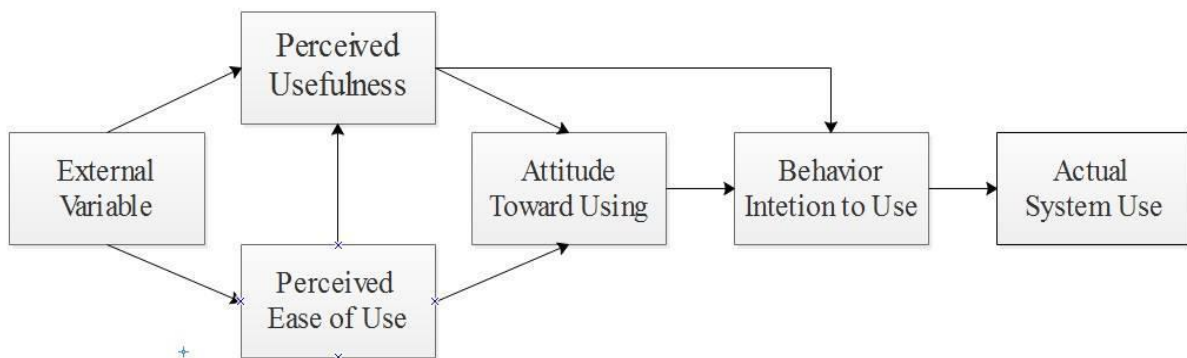 Perceived
Usefulness
External
Variable
Attitude
Toward Using
Behavior
Intetion to Use
Actual
System Use
Perceived
Ease of Use